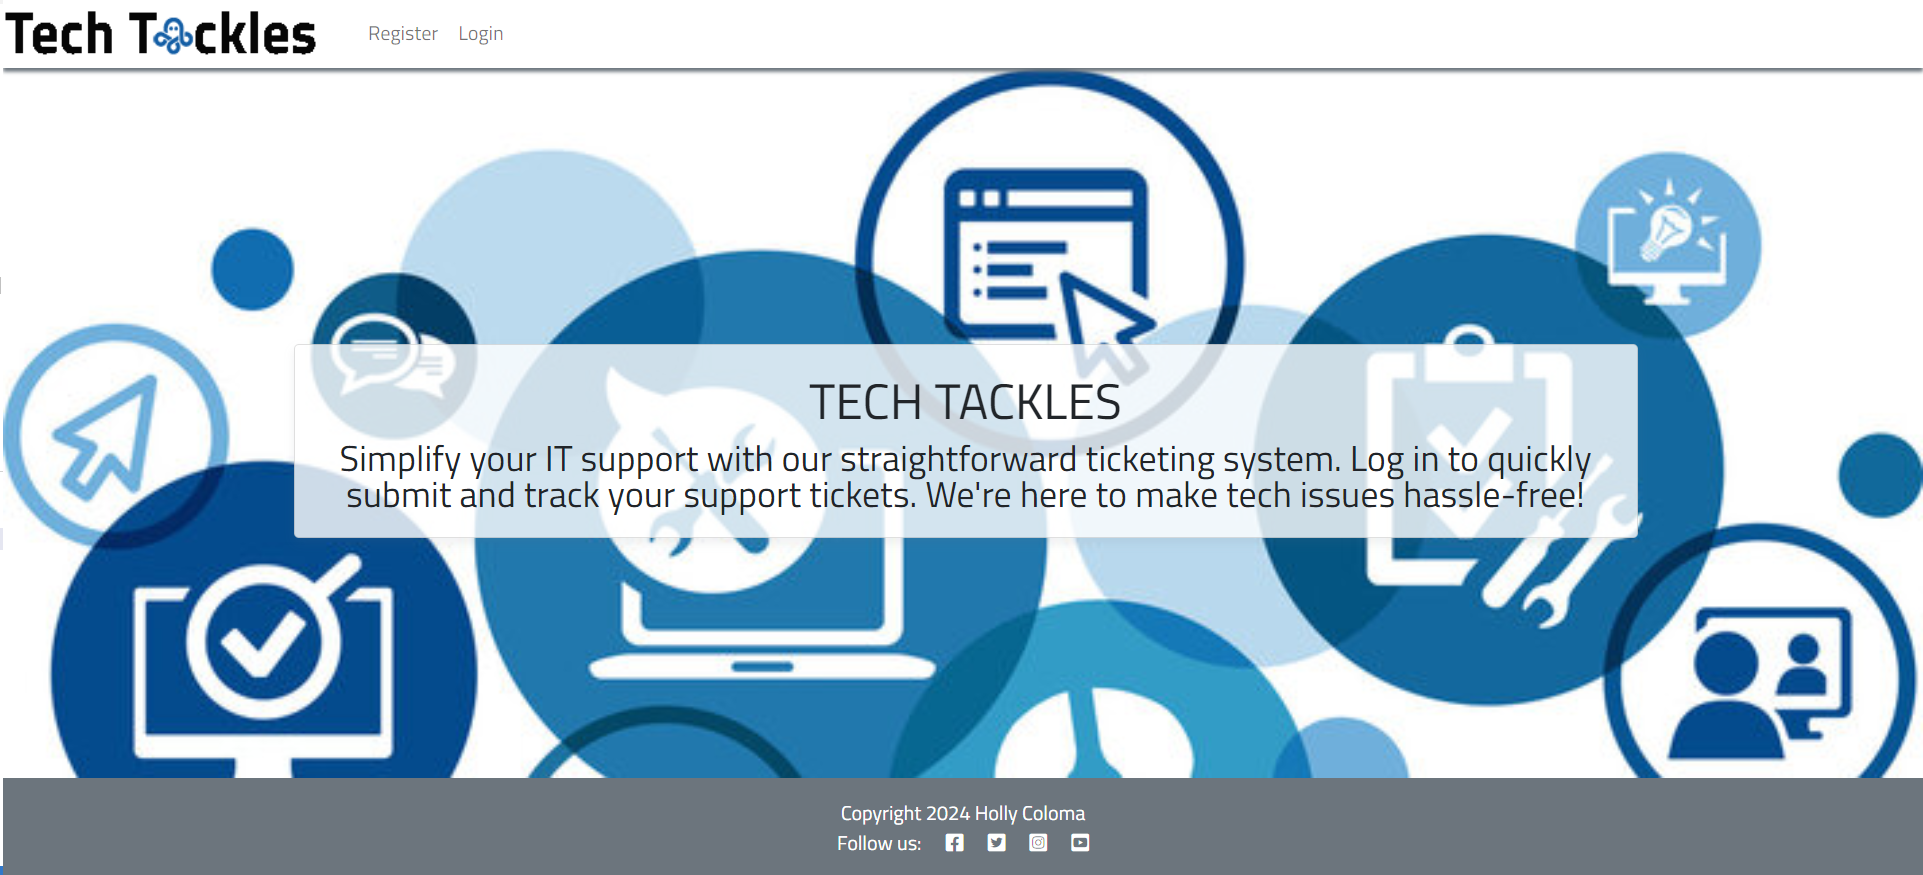 Tech Tackles
Register Login
TECH TACKLES
Simplify your IT support with our straightforward ticketing system. Log in to quickly
submit and track your support tickets. We're here to make tech issues hassle-free!
Copyright 2024 Holly Coloma
Follow us: